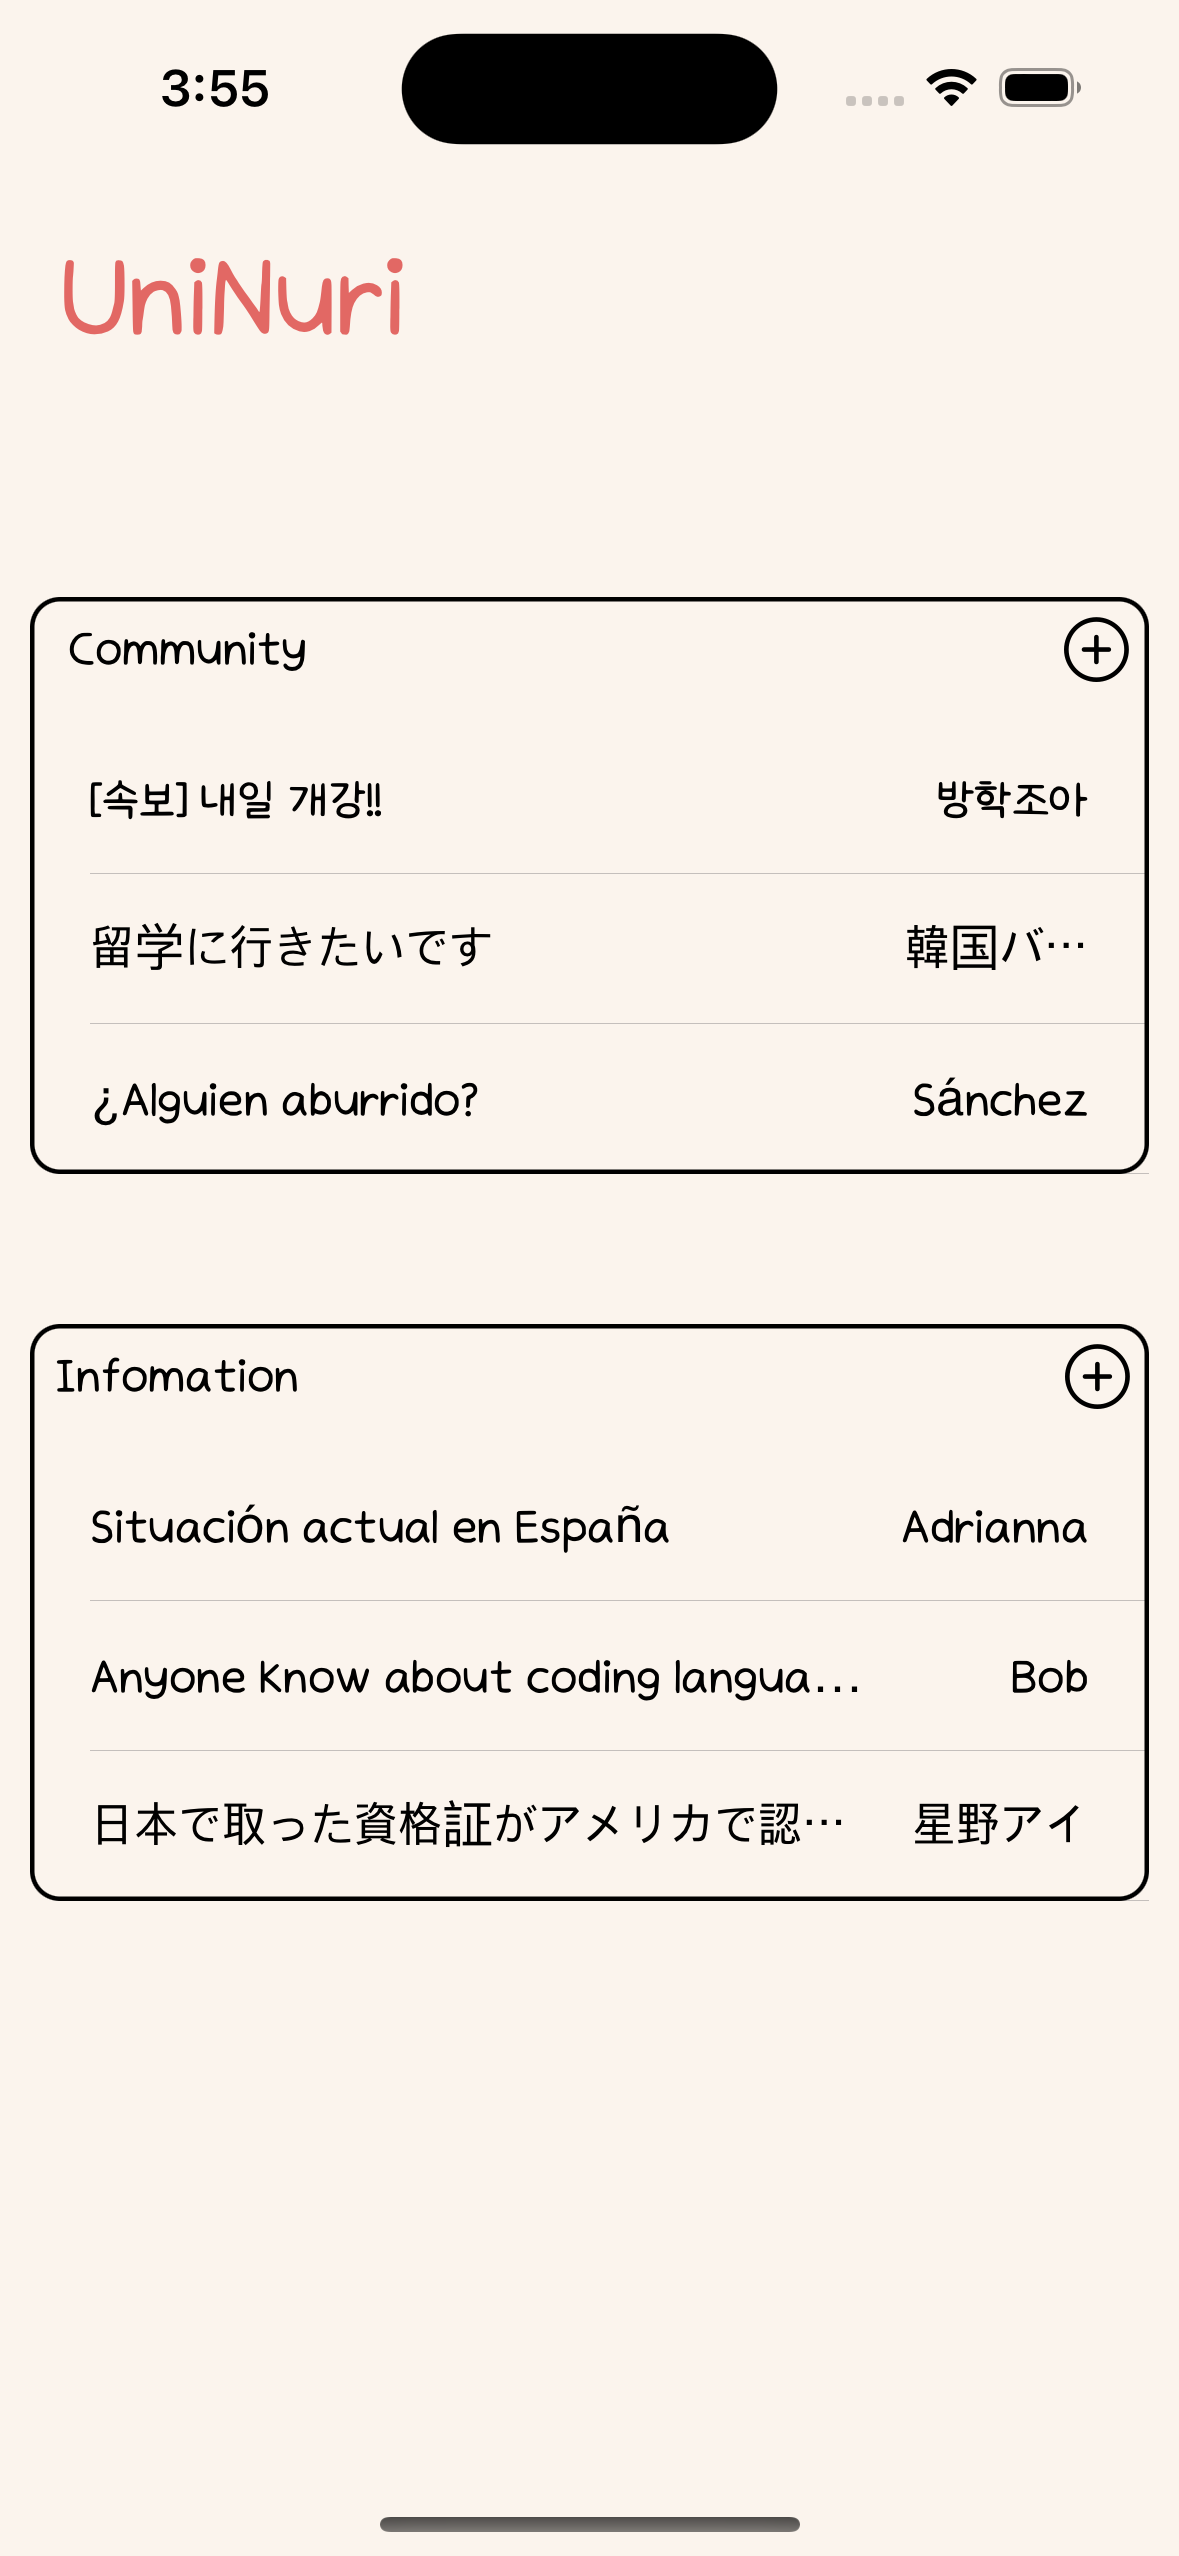 3:55
UniNuri
Community
[속보] 내일 개강!! 방학조아
留学に行きたいです 韓国バ…
¿Alguien aburrido? Sánchez
Infomation
Situación actual en España Adrianna
Anyone know about coding langua... Bob
日本で取った資格証がアメリカで認… 星野アイ